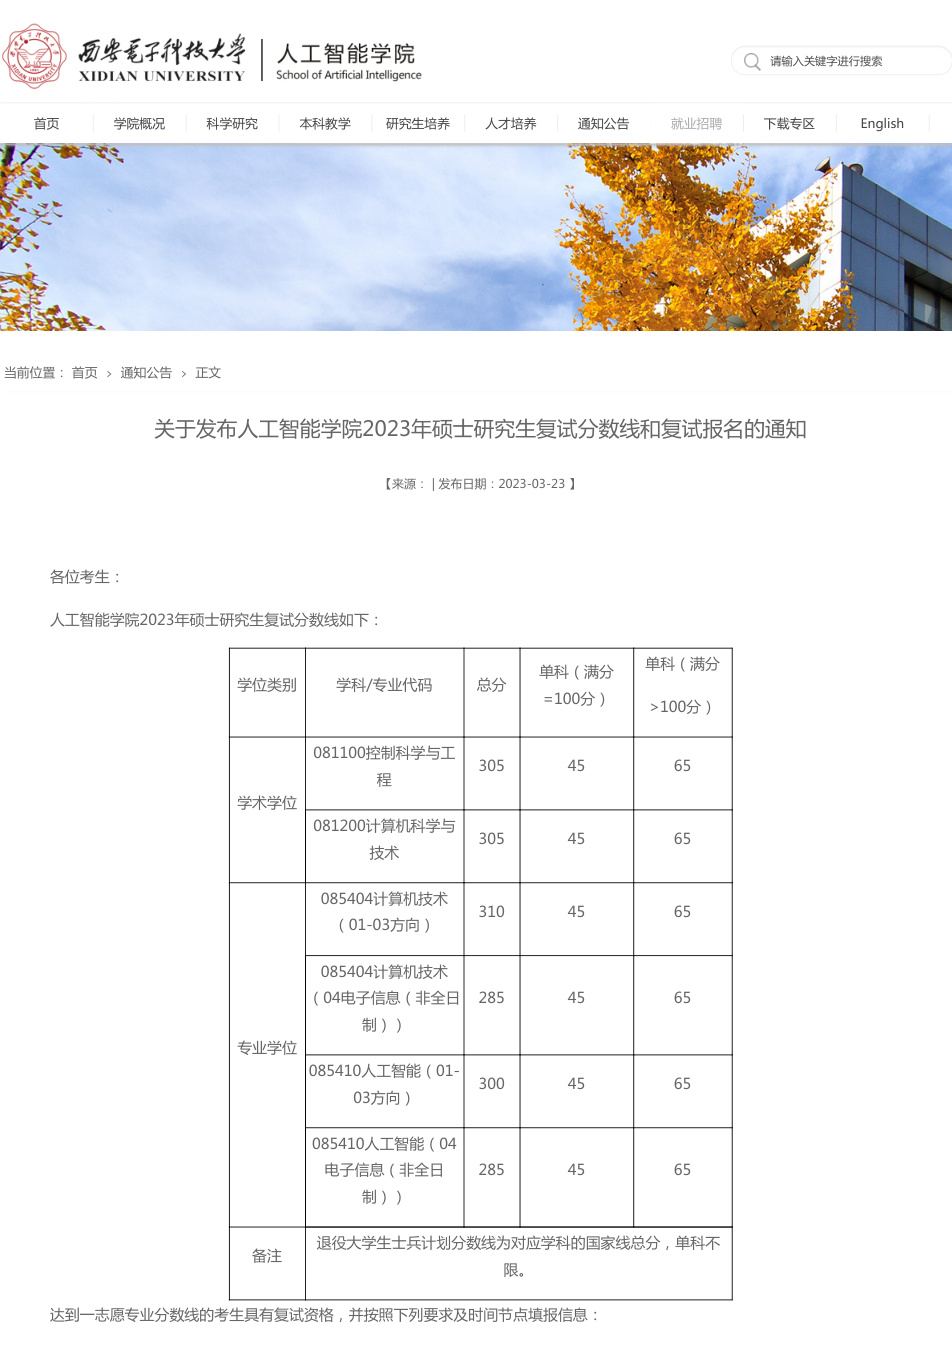 西安电子科技大学
XIDIAN UNIVERSITY
人工智能学院
School of Artificial Intelligence
请输入关键字进行搜索
首页 学院概况 科学研究 本科教学 研究生培养 人才培养 通知公告 就业招聘 下载专区 English
当前位置： 首页 > 通知公告 > 正文
关于发布人工智能学院2023年硕士研究生复试分数线和复试报名的通知
【来源： | 发布日期：2023-03-23 】
各位考生：
人工智能学院2023年硕士研究生复试分数线如下：
学位类别
学科/专业代码
总分
单科（满分
=100分）
单科（满分
>100分）
学术学位
081100控制科学与工
程
305
45
65
081200计算机科学与
技术
305
45
65
专业学位
085404计算机技术
（01-03方向）
310
45
65
085404计算机技术
（04电子信息（非全日
制））
285
45
65
085410人工智能（01-
03方向）
300
45
65
085410人工智能（04
电子信息（非全日
制））
285
45
65
备注
退役大学生士兵计划分数线为对应学科的国家线总分，单科不
限。
达到一志愿专业分数线的考生具有复试资格，并按照下列要求及时间节点填报信息：